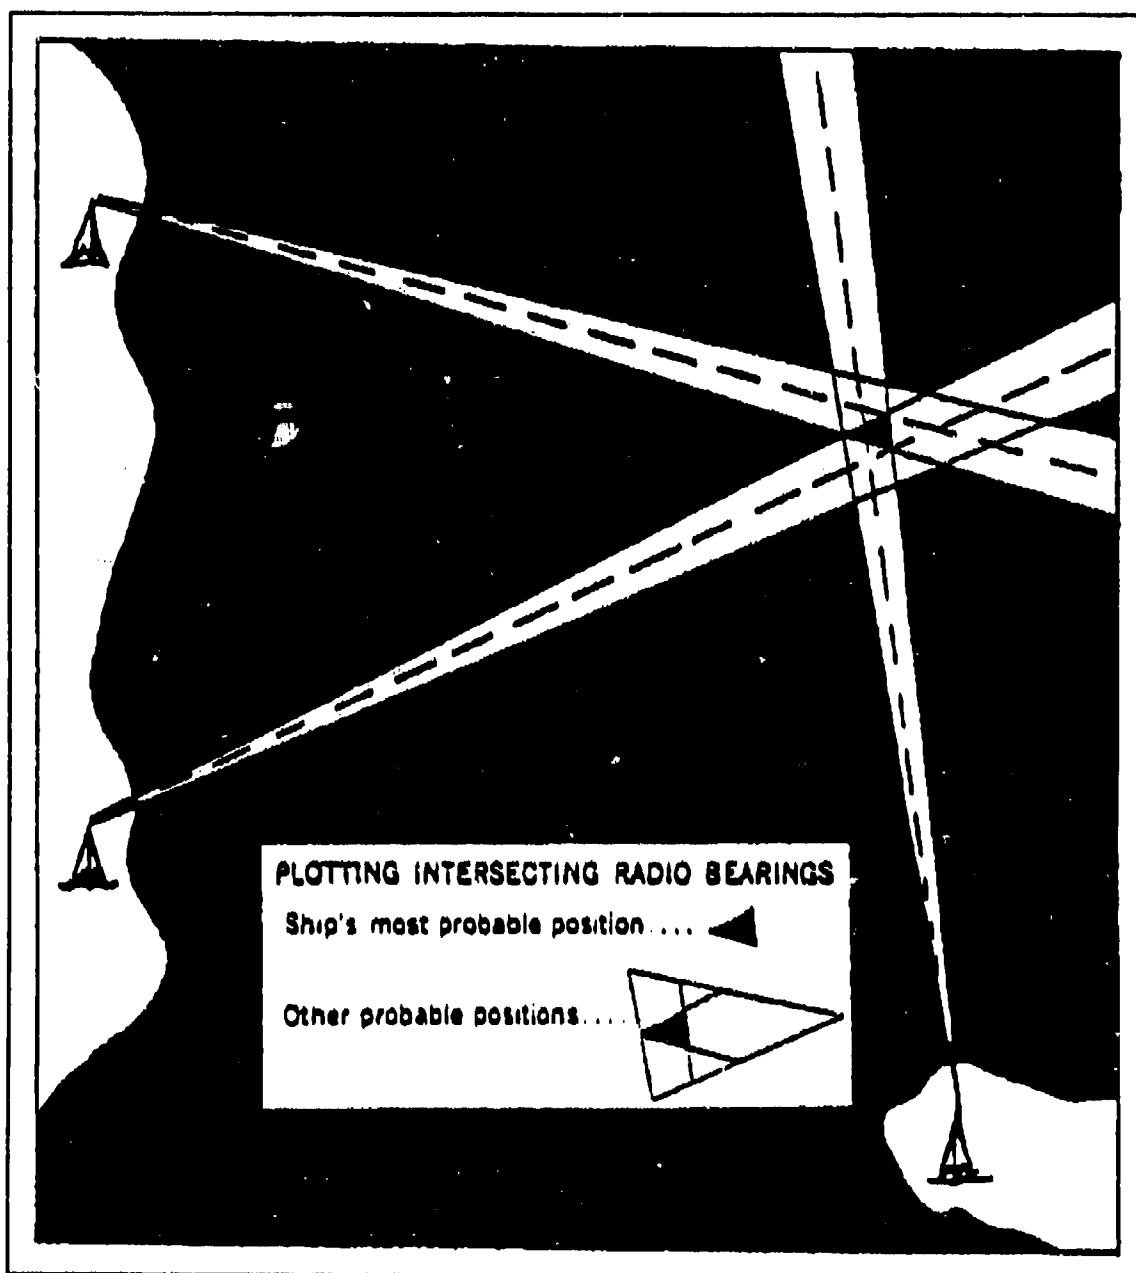 PLOTTING INTERSECTING RADIO BEARINGS
Ship's most probable position ....
Other probable positions....